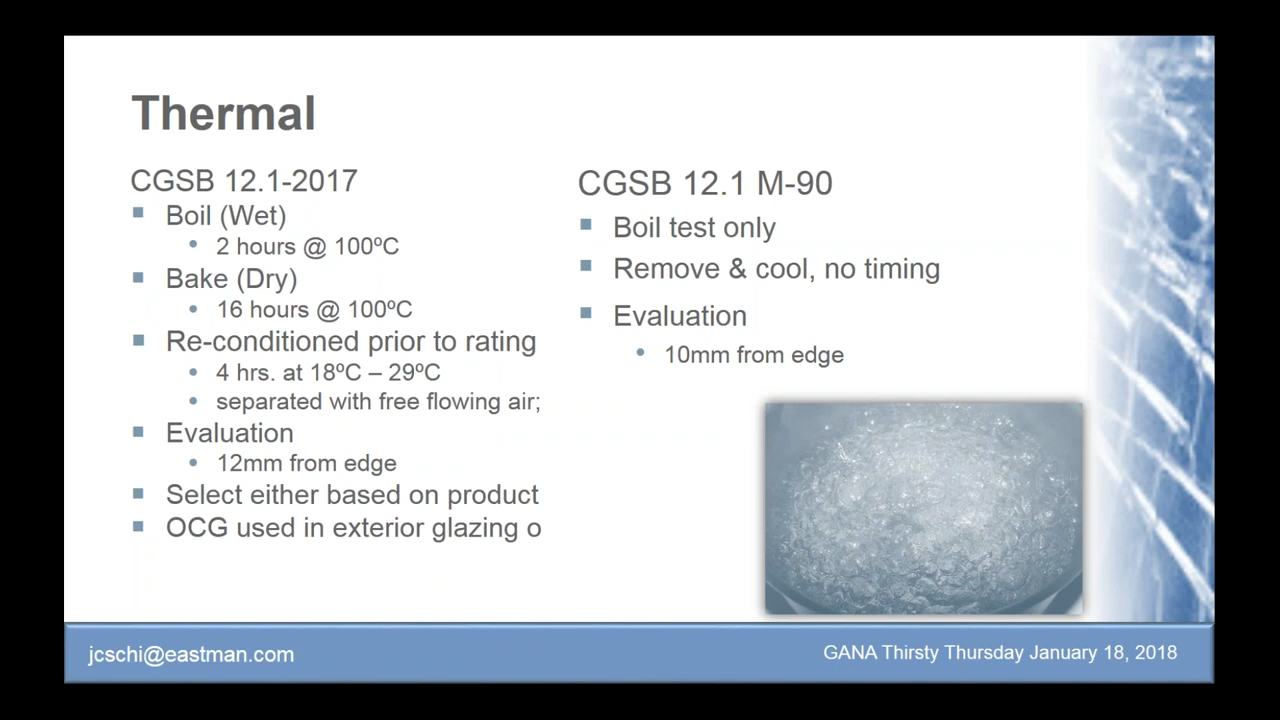 Thermal
CGSB 12.1-2017
Boil (Wet)
2 hours @ 100ºC
Bake (Dry)
16 hours @ 100ºC
Re-conditioned prior to rating
4 hrs. at 18ºC – 29ºC
separated with free flowing air;
Evaluation
12mm from edge
Select either based on product
OCG used in exterior glazing o
CGSB 12.1 M-90
Boil test only
Remove & cool, no timing
Evaluation
10mm from edge
jcschi@eastman.com
GANA Thirsty Thursday January 18, 2018